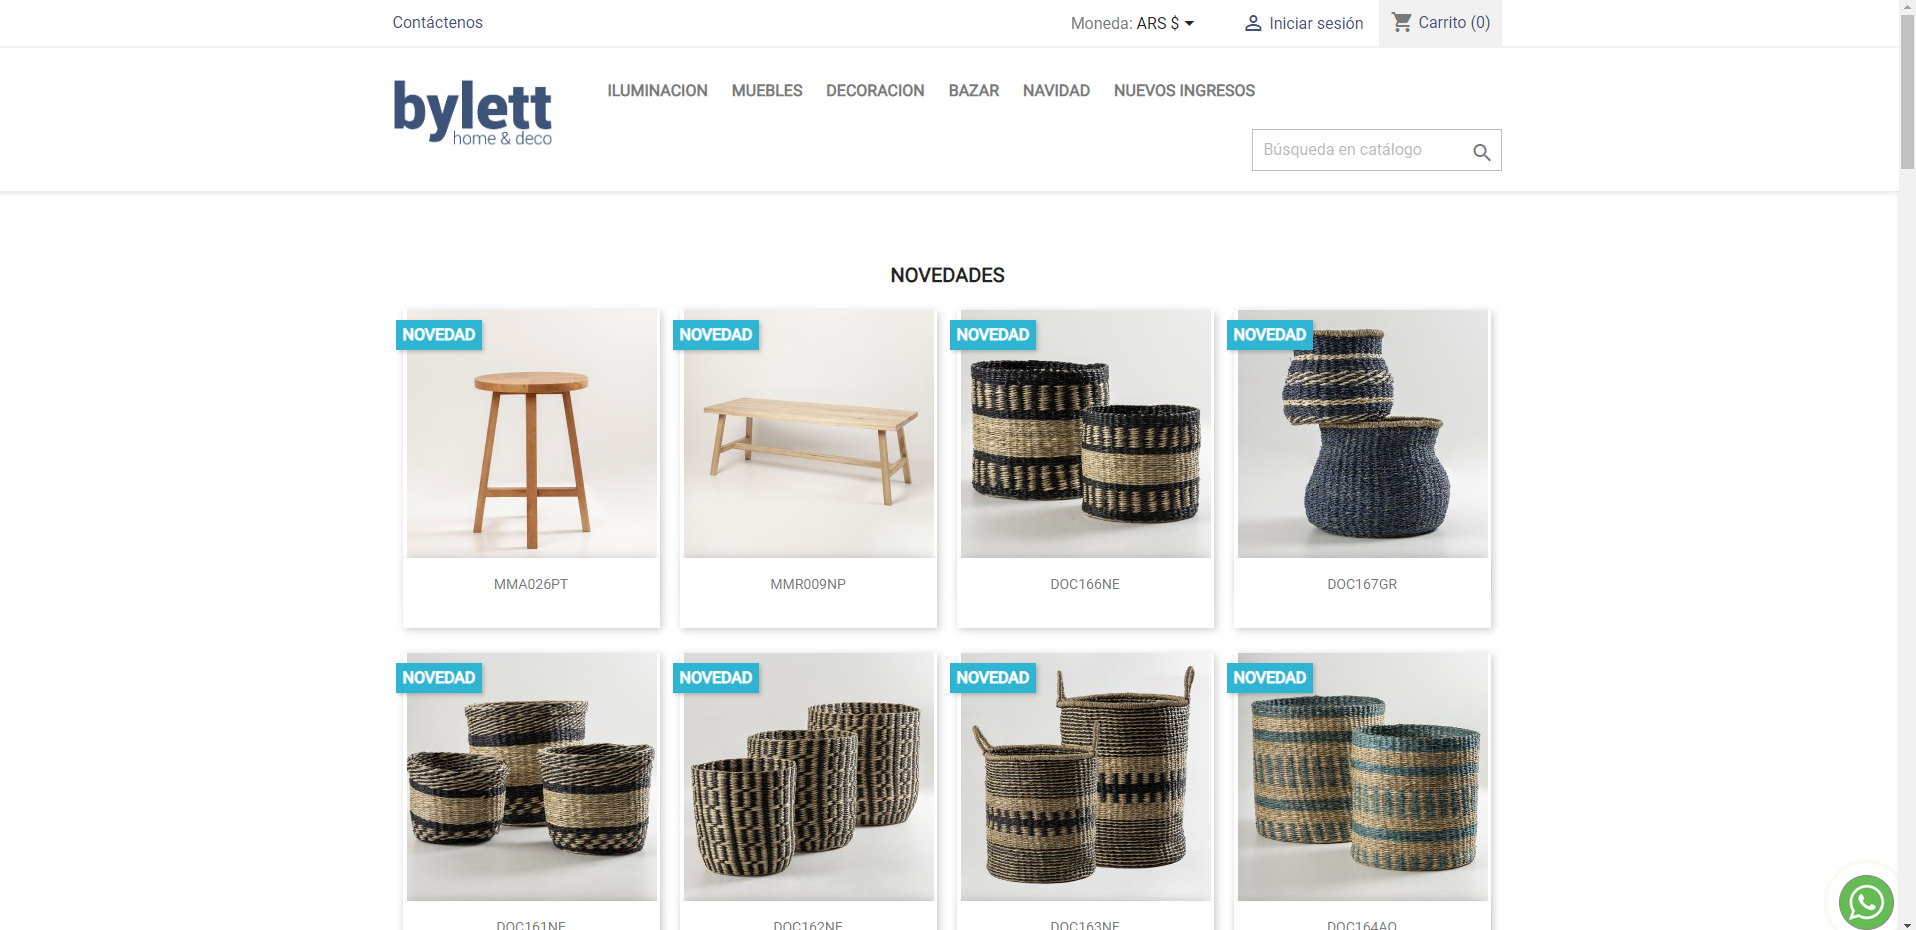 Contáctenos
Moneda: ARS $
Iniciar sesión
Carrito (0)
bylett
home & deco
ILUMINACION MUEBLES DECORACION BAZAR NAVIDAD NUEVOS INGRESOS
Búsqueda en catálogo
NOVEDADES
NOVEDAD NOVEDAD NOVEDAD NOVEDAD
MMA026PT MMR009NP DOC166NE DOC167GR
NOVEDAD NOVEDAD NOVEDAD NOVEDAD
DOC161NE DOC162NE DOC163NE DOC164AQ